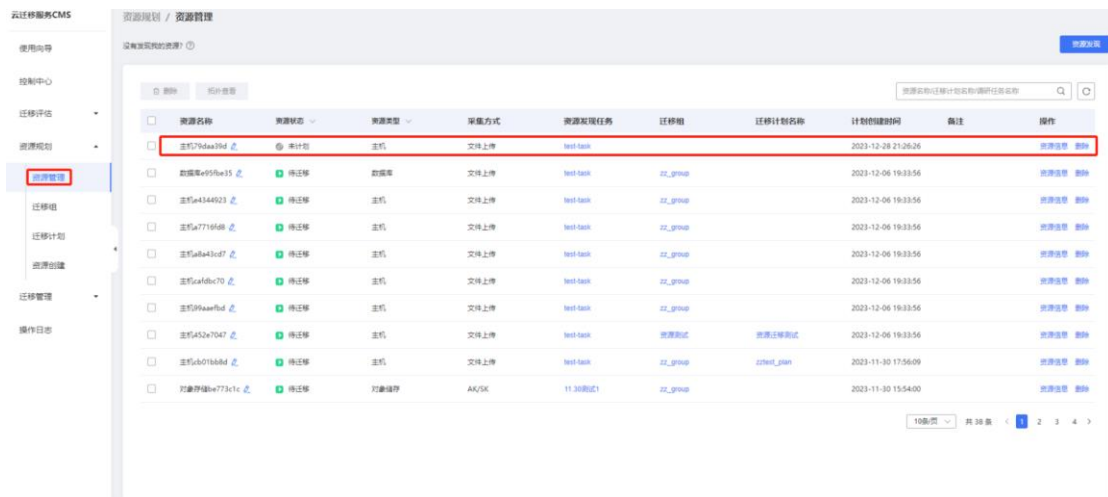 云迁移服务CMS
资源规划 / 资源管理
使用向导
没有发现我的资源?
资源发现
控制中心
删除 拓扑查看
资源名称/迁移计划名称/调研任务名称
迁移评估
资源名称 资源状态 资源类型 采集方式 资源发现任务 迁移组 迁移计划名称 计划创建时间 备注 操作
资源规划
主机79daa39d 未计划 主机 文件上传 test-task 2023-12-28 21:26:26 资源信息 删除
资源管理
数据库e95fbe35 待迁移 数据库 文件上传 test-task zz_group 2023-12-06 19:33:56 资源信息 删除
迁移组
主机e4344923 待迁移 主机 文件上传 test-task zz_group 2023-12-06 19:33:56 资源信息 删除
主机a7716fd8 待迁移 主机 文件上传 test-task zz_group 2023-12-06 19:33:56 资源信息 删除
迁移计划
主机a8a43cd7 待迁移 主机 文件上传 test-task zz_group 2023-12-06 19:33:56 资源信息 删除
资源创建
主机cafdbc70 待迁移 主机 文件上传 test-task zz_group 2023-12-06 19:33:56 资源信息 删除
迁移管理
主机99aaefbd 待迁移 主机 文件上传 test-task zz_group 2023-12-06 19:33:56 资源信息 删除
操作日志
主机452e7047 待迁移 主机 文件上传 test-task 资源测试 资源迁移测试 2023-12-06 19:33:56 资源信息 删除
主机cb01bb8d 待迁移 主机 文件上传 test-task zz_group zztest_plan 2023-11-30 17:56:09 资源信息 删除
对象存储be773c1c 待迁移 对象储存 AK/SK 11.30测试1 zz_group 2023-11-30 15:54:00 资源信息 删除
10条/页 共 38 条 < 1 2 3 4 >